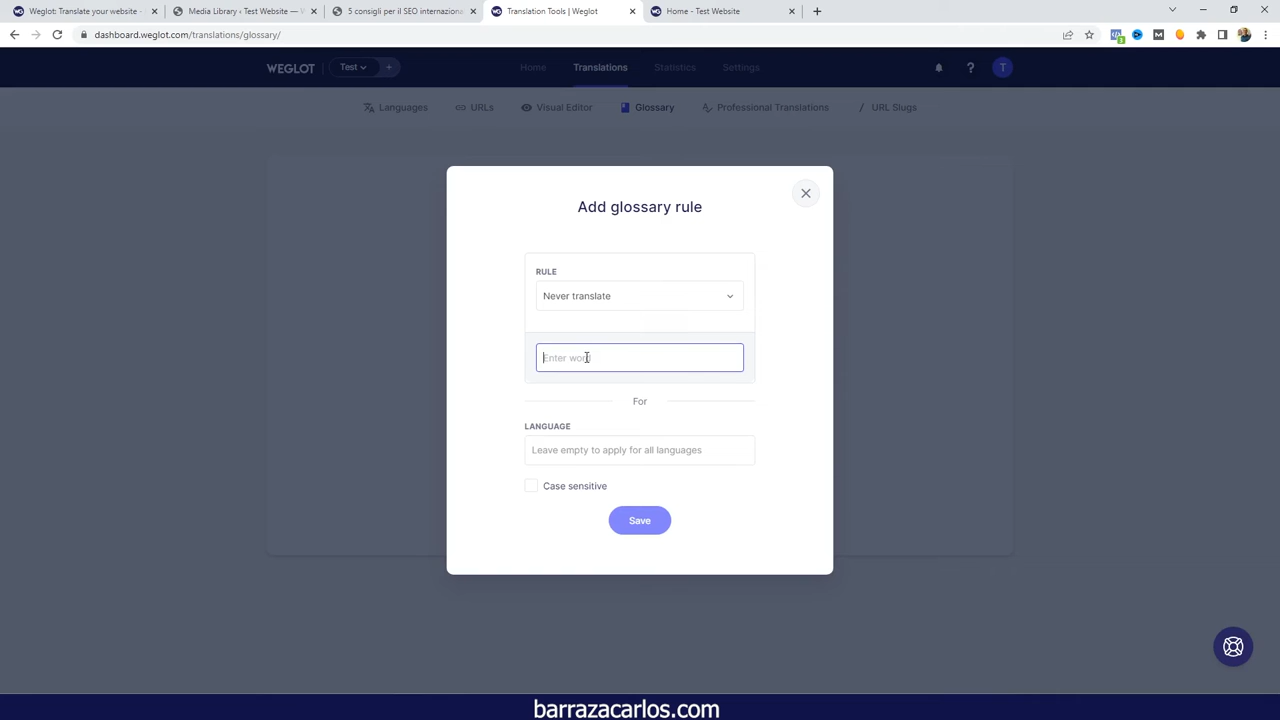 Weglot: Translate your website -
Media Library ‹ Test Website —
5 consigli per il SEO internazional
Translation Tools | Weglot
Home - Test Website
dashboard.weglot.com/translations/glossary/
WEGLOT
Test
Home
Translations
Statistics
Settings
T
Languages
URLs
Visual Editor
Glossary
Professional Translations
URL Slugs
Add glossary rule
RULE
Never translate
Enter word
For
LANGUAGE
Leave empty to apply for all languages
Case sensitive
Save
barrazacarlos.com